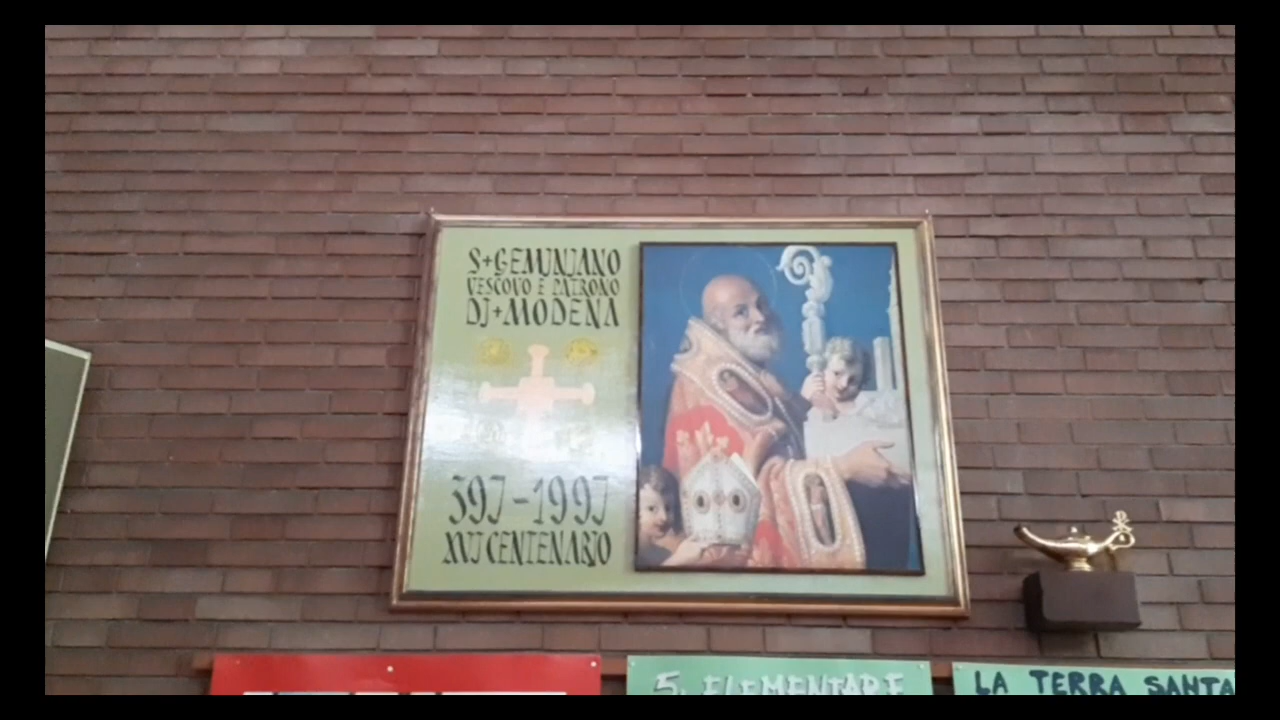 S+GEMINIANO
VESCOVO E PATRONO
DI+MODENA
397-1997
XVI CENTENARIO
5. ELEMENTARE
LA TERRA SANTA